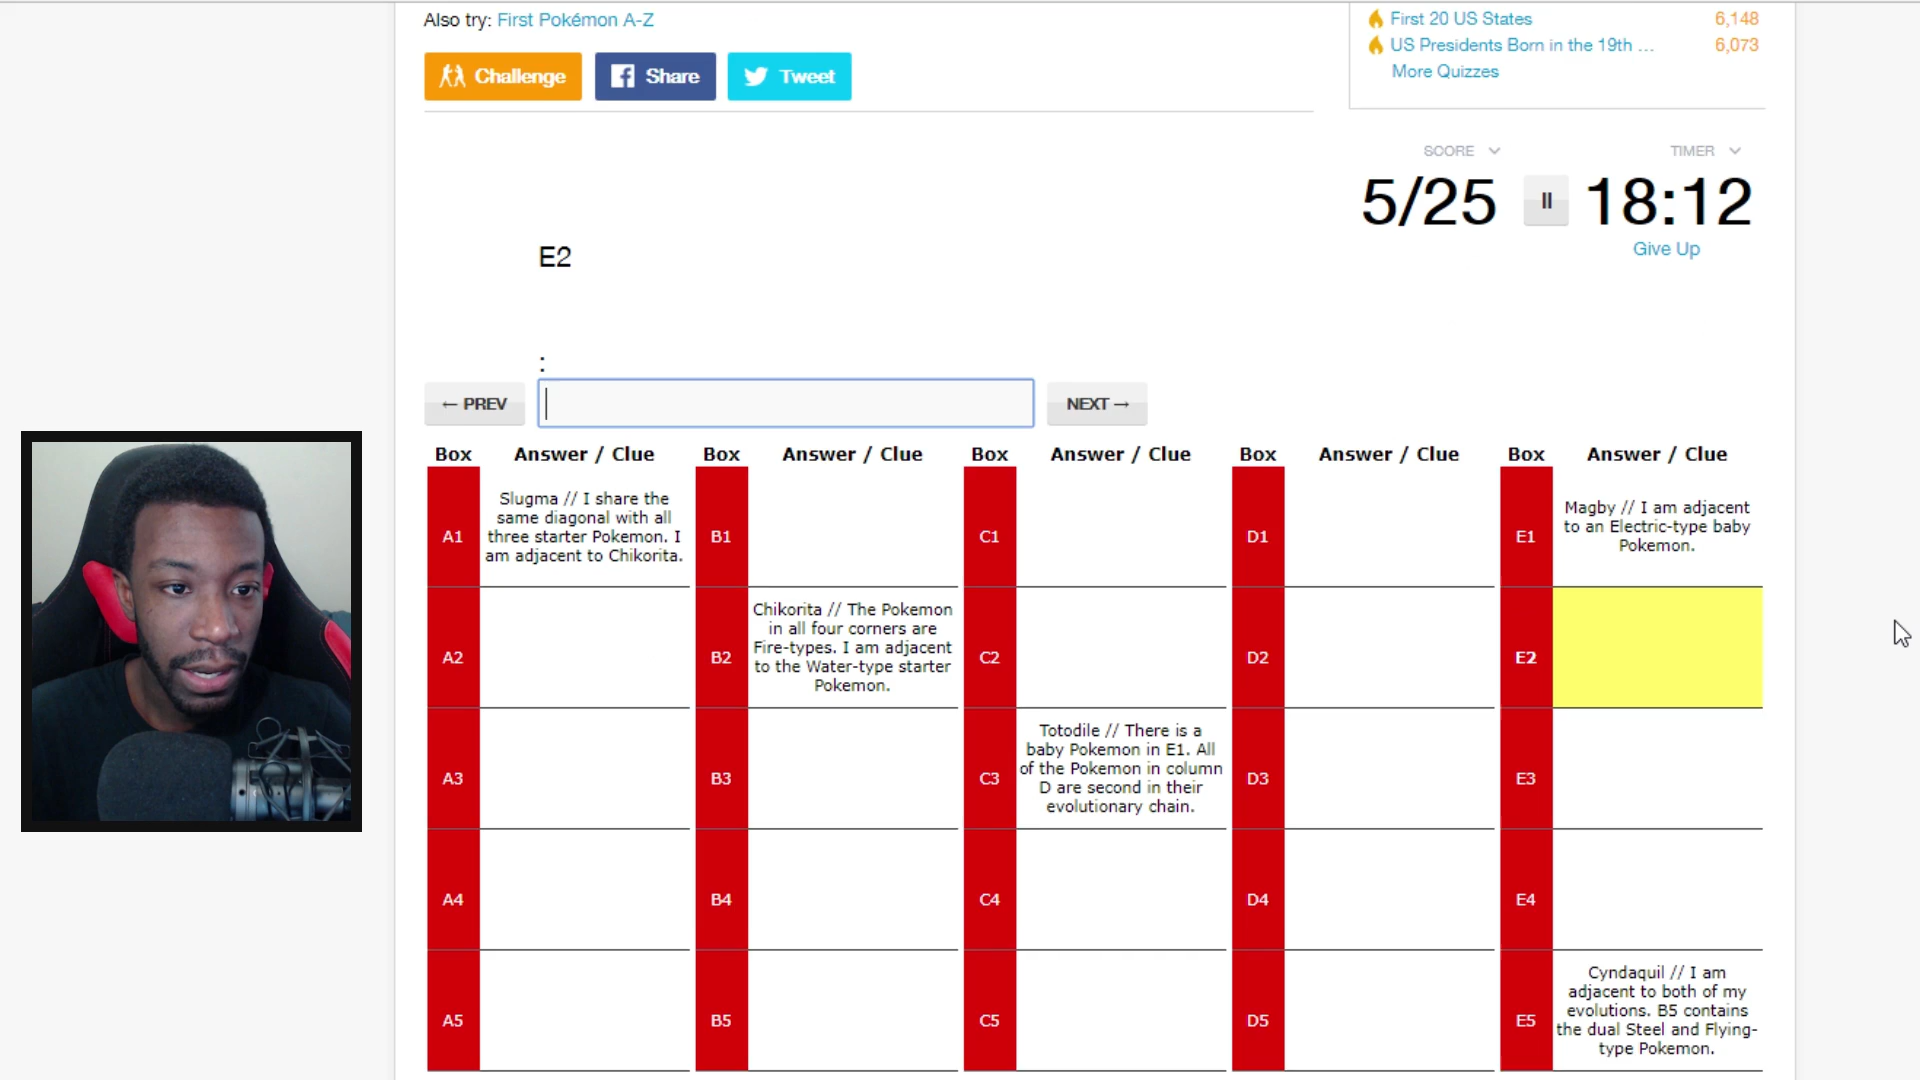 Also try: First Pokémon A-Z
Challenge
Share
Tweet
First 20 US States 6,148
US Presidents Born in the 19th ... 6,073
More Quizzes
SCORE
TIMER
5/25
18:12
Give Up
E2
:
← PREV
NEXT →
Box Answer / Clue Box Answer / Clue Box Answer / Clue Box Answer / Clue Box Answer / Clue
A1
Slugma // I share the
same diagonal with all
three starter Pokemon. I
am adjacent to Chikorita.
B1
C1
D1
E1
Magby // I am adjacent
to an Electric-type baby
Pokemon.
A2
B2
Chikorita // The Pokemon
in all four corners are
Fire-types. I am adjacent
to the Water-type starter
Pokemon.
C2
D2
E2
A3
B3
C3
Totodile // There is a
baby Pokemon in E1. All
of the Pokemon in column
D are second in their
evolutionary chain.
D3
E3
A4
B4
C4
D4
E4
A5
B5
C5
D5
E5
Cyndaquil // I am
adjacent to both of my
evolutions. B5 contains
the dual Steel and Flying-
type Pokemon.